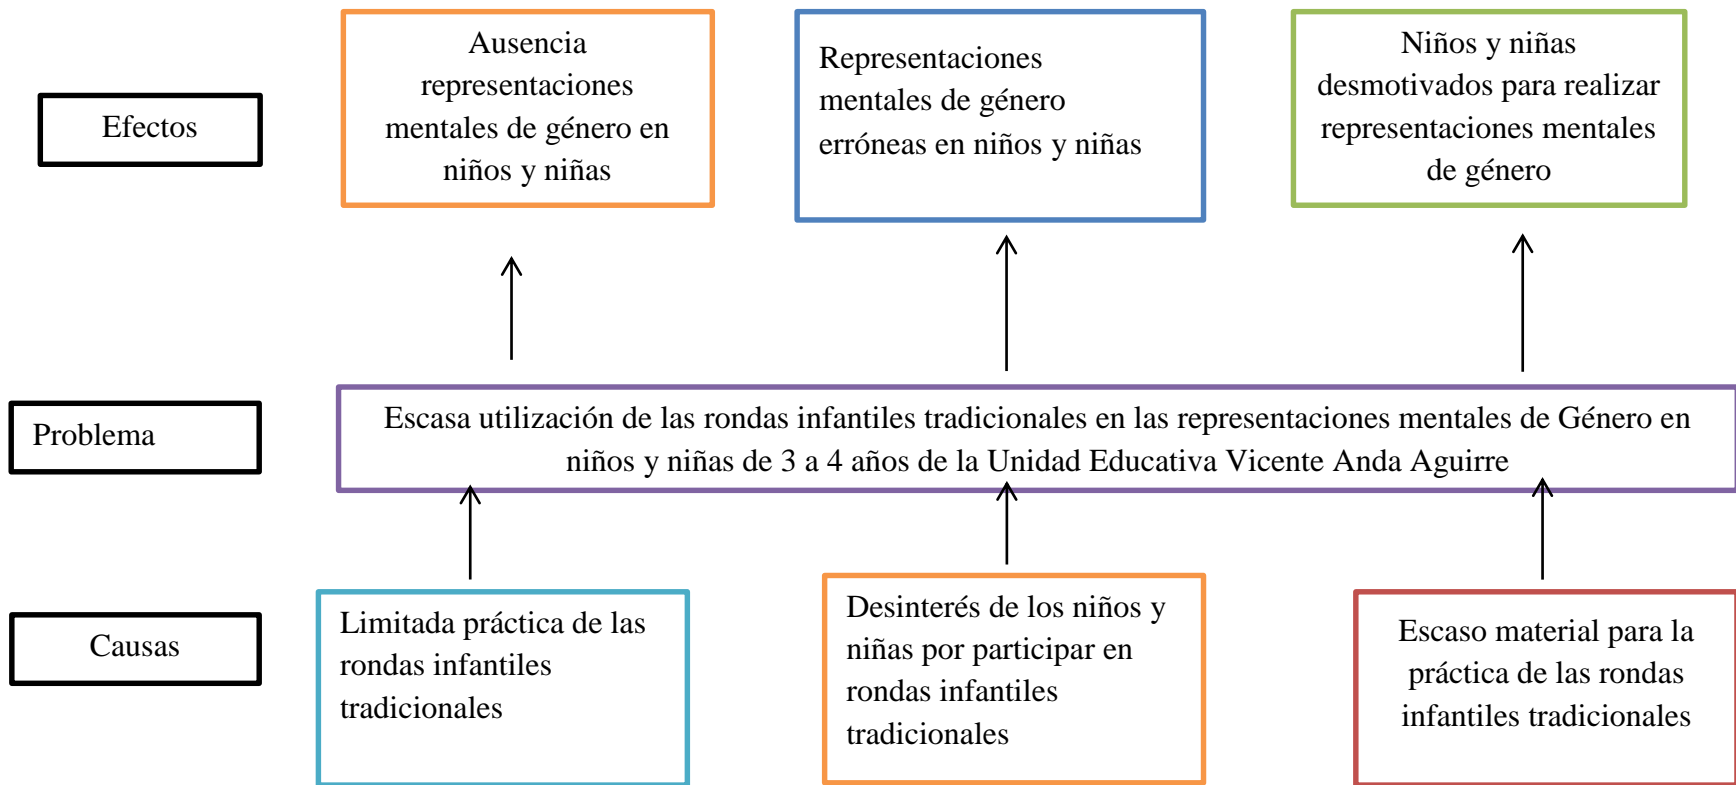 Efectos
Ausencia
representaciones
mentales de género en
niños y niñas
Representaciones
mentales de género
erróneas en niños y niñas
Niños y niñas
desmotivados para realizar
representaciones mentales
de género
Problema
Escasa utilización de las rondas infantiles tradicionales en las representaciones mentales de Género en
niños y niñas de 3 a 4 años de la Unidad Educativa Vicente Anda Aguirre
Causas
Limitada práctica de las
rondas infantiles
tradicionales
Desinterés de los niños y
niñas por participar en
rondas infantiles
tradicionales
Escaso material para la
práctica de las rondas
infantiles tradicionales